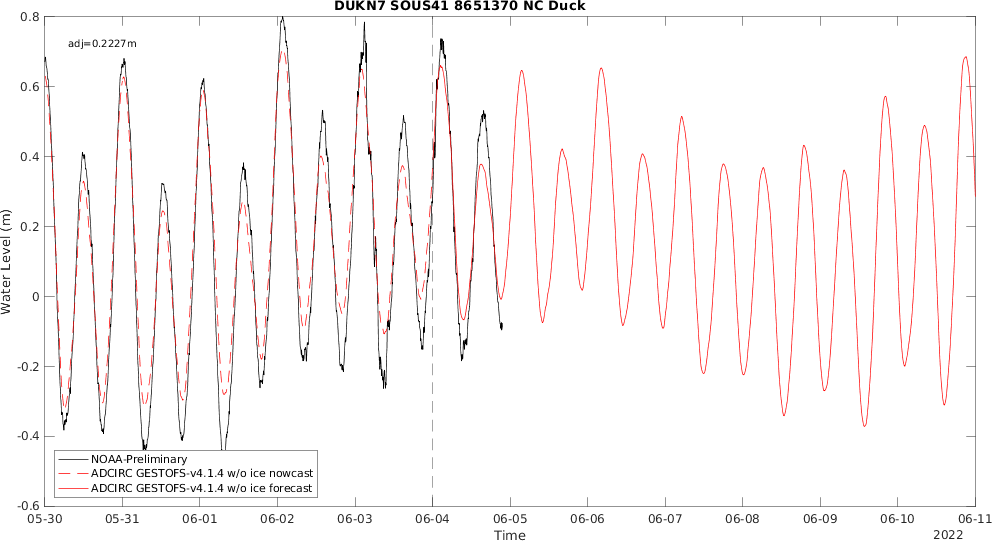 DUKN7 SOUS41 8651370 NC Duck
adj=0.2227m
0.8
0.6
0.4
0.2
0
-0.2
-0.4
-0.6
Water Level (m)
NOAA-Preliminary
ADCIRC GESTOFS-v4.1.4 w/o ice nowcast
ADCIRC GESTOFS-v4.1.4 w/o ice forecast
05-30 05-31 06-01 06-02 06-03 06-04 06-05 06-06 06-07 06-08 06-09 06-10 06-11
Time
2022